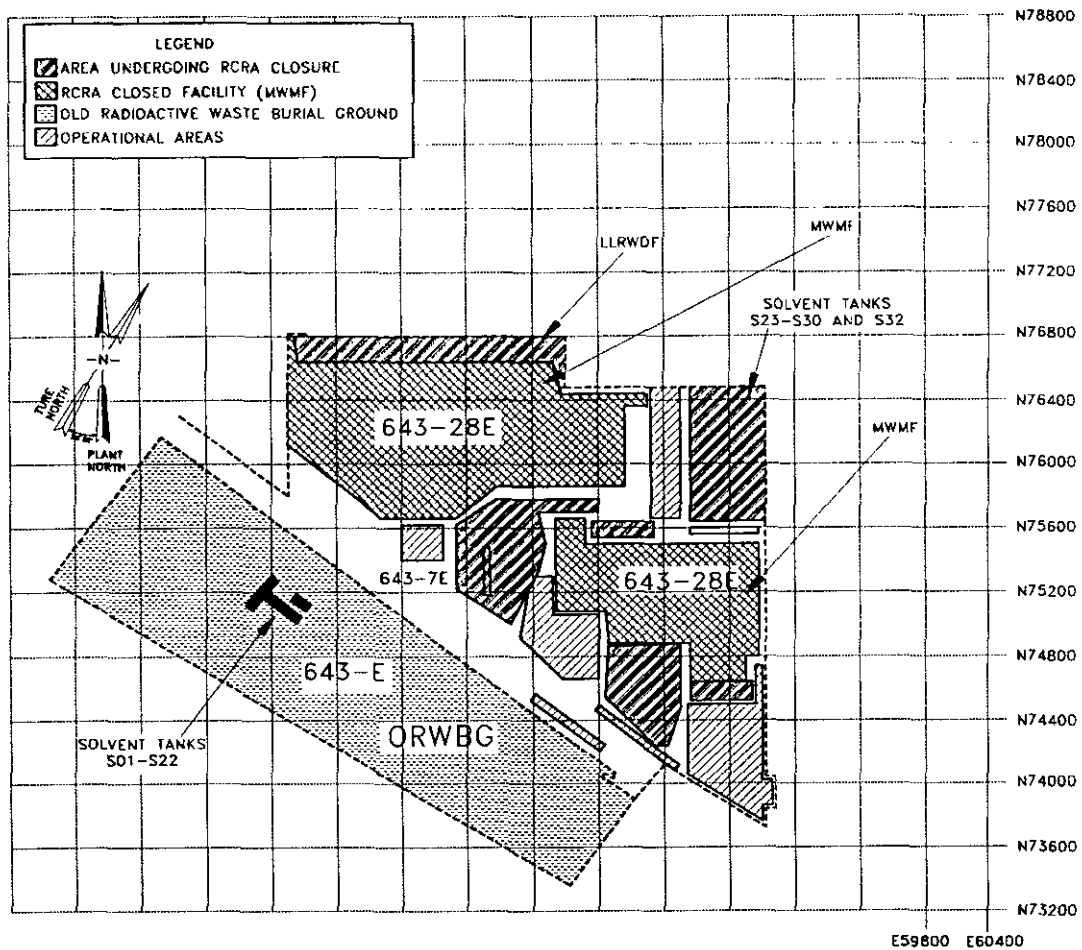 N78800
LEGEND
AREA UNDERGOING RCRA CLOSURE
RCRA CLOSED FACILITY (MWMF)
OLD RADIOACTIVE WASTE BURIAL GROUND
OPERATIONAL AREAS
N78400
N78000
N77600
LLRWDF
MWMF
N77200
SOLVENT TANKS
S23-S30 AND S32
N76800
-N-
TURE
NORTH
PLANT
NORTH
N76400
643-28E
MWMF
N76000
N75600
643-7E
643-28E
N75200
643-E
N74800
ORWBG
SOLVENT TANKS
S01-S22
N74400
N74000
N73600
N73200
E59800 E60400